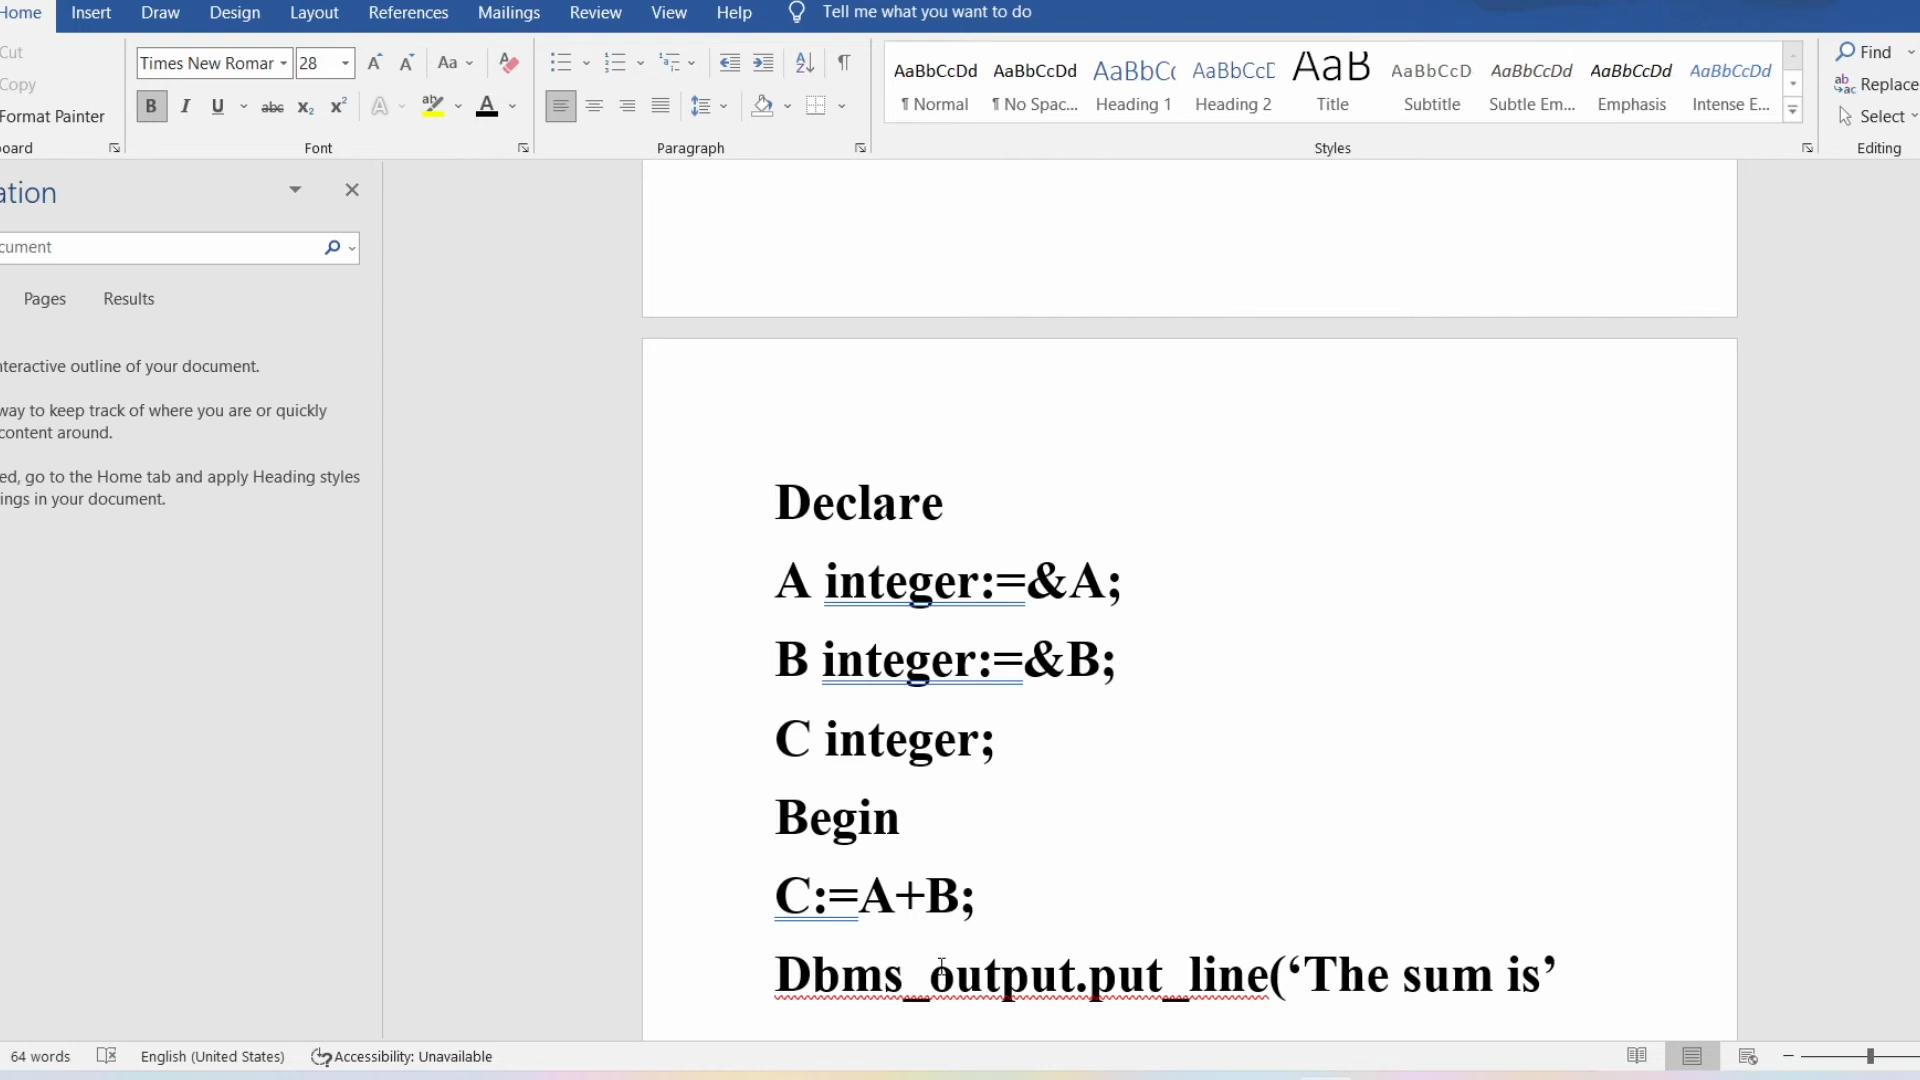 Home Insert Draw Design Layout References Mailings Review View Help Tell me what you want to do
Cut
Copy
Format Painter
Times New Roman 28
Aa
Font
Paragraph
AaBbCcDd AaBbCcDd AaBbCc AaBbCcD AaB AaBbCcD AaBbCcDd AaBbCcDd AaBbCcDd
¶ Normal ¶ No Spac... Heading 1 Heading 2 Title Subtitle Subtle Em... Emphasis Intense E...
Styles
Find
Replace
Select
Editing
oard
ation
cument
Pages Results
nteractive outline of your document.
way to keep track of where you are or quickly
content around.
ed, go to the Home tab and apply Heading styles
ings in your document.
Declare
A integer:=&A;
B integer:=&B;
C integer;
Begin
C:=A+B;
Dbms_output.put_line(‘The sum is’
64 words English (United States) Accessibility: Unavailable